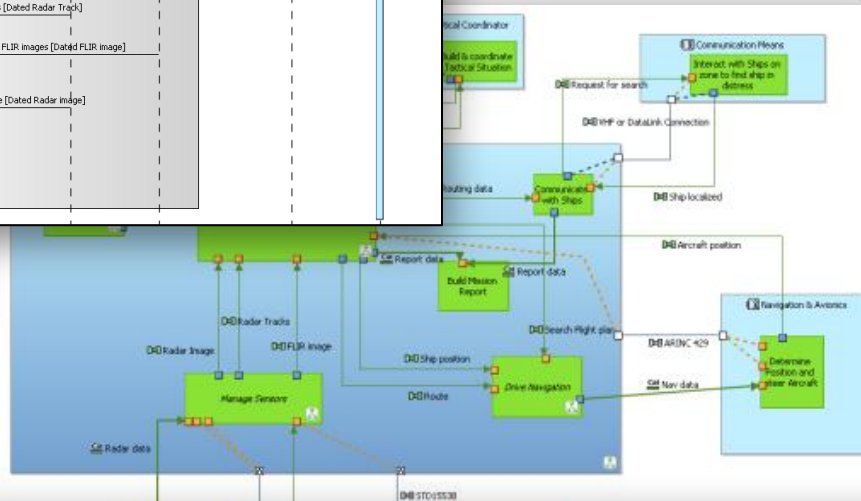 [Dated Radar Track]
FLIR images [Dated FLIR image]
[Dated Radar image]
tical Coordinator
uild & coordinate
Tactical Situation
Communication Means
Interact with Ships on
zone to find ship in
distress
Request for search
VHF or DataLink Connection
Routing data
Communicate
with Ships
Ship localized
Aircraft position
Report data
Report data
Build Mission
Report
Navigation & Avionics
Radar Tracks
Search Flight plan
ARINC 429
Radar Image
FLIR image
Ship position
Determine
Position and
steer Aircraft
Nav data
Manage Sensors
Route
Drive Navigation
Radar data
STD1553B